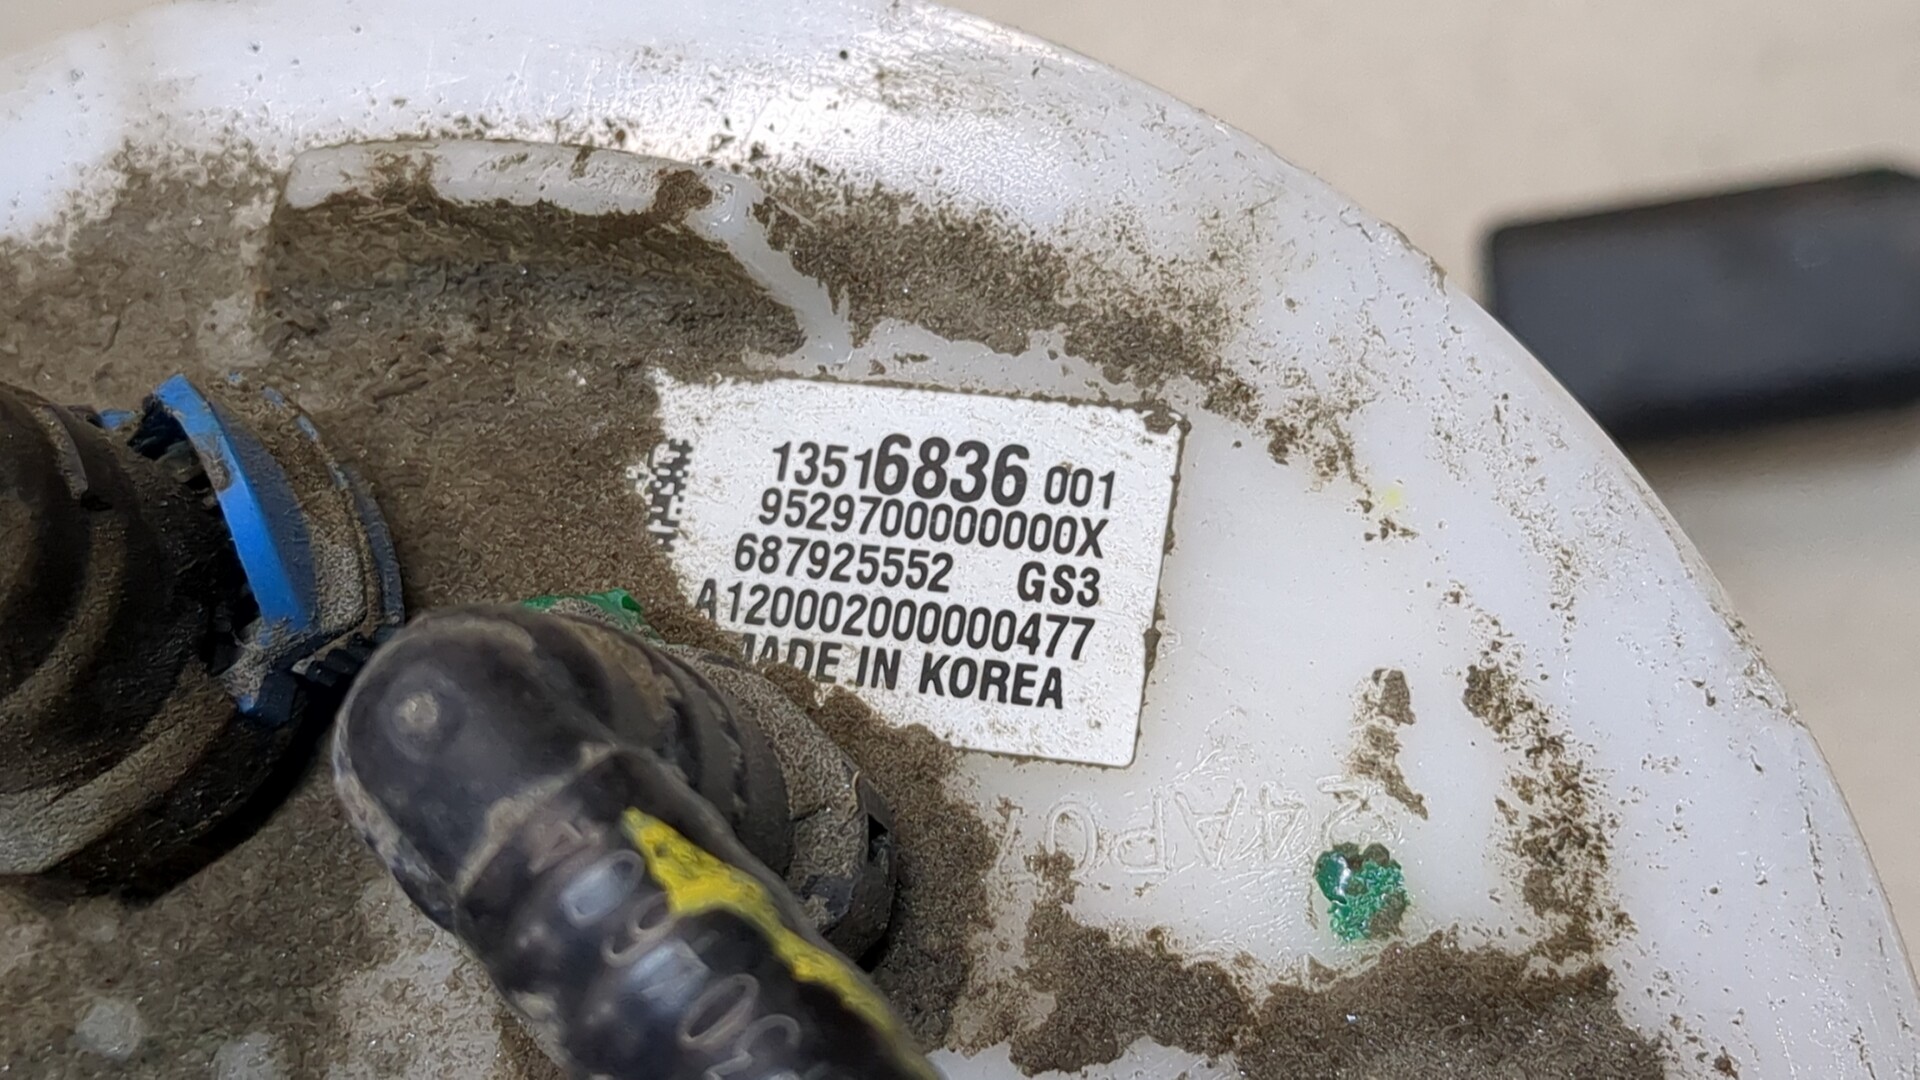 13516836 001
9529700000000X
687925552 GS3
A120002000000477
MADE IN KOREA